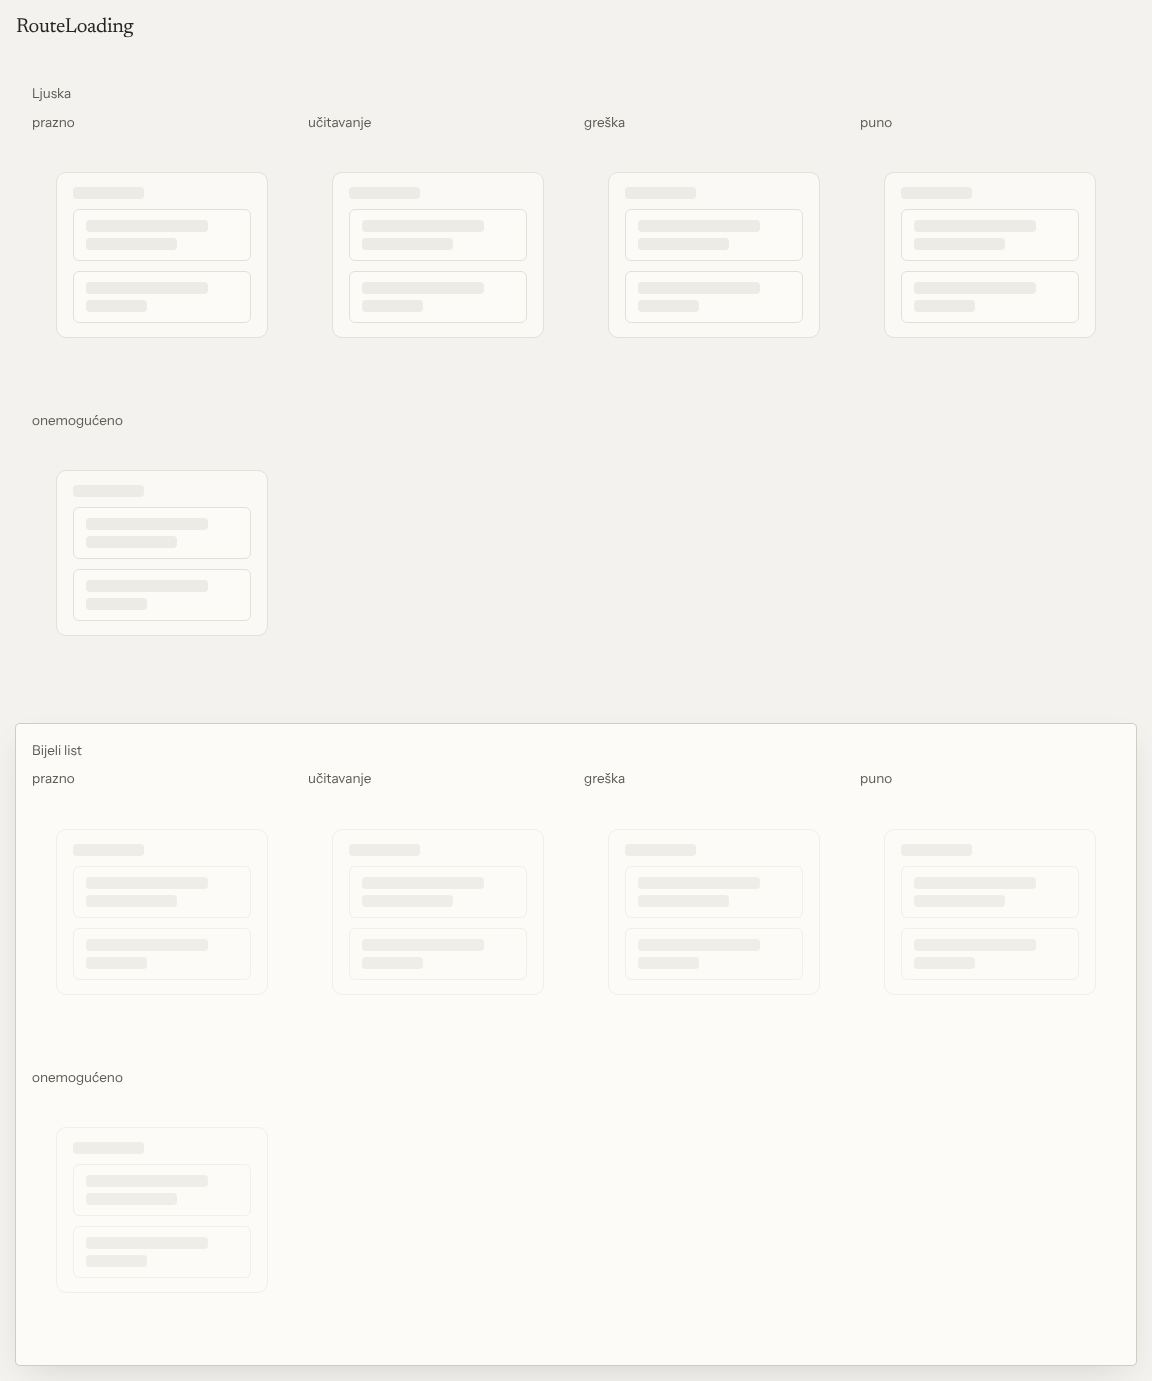 RouteLoading
Ljuska
prazno
učitavanje
greška
puno
onemogućeno
Bijeli list
prazno
učitavanje
greška
puno
onemogućeno